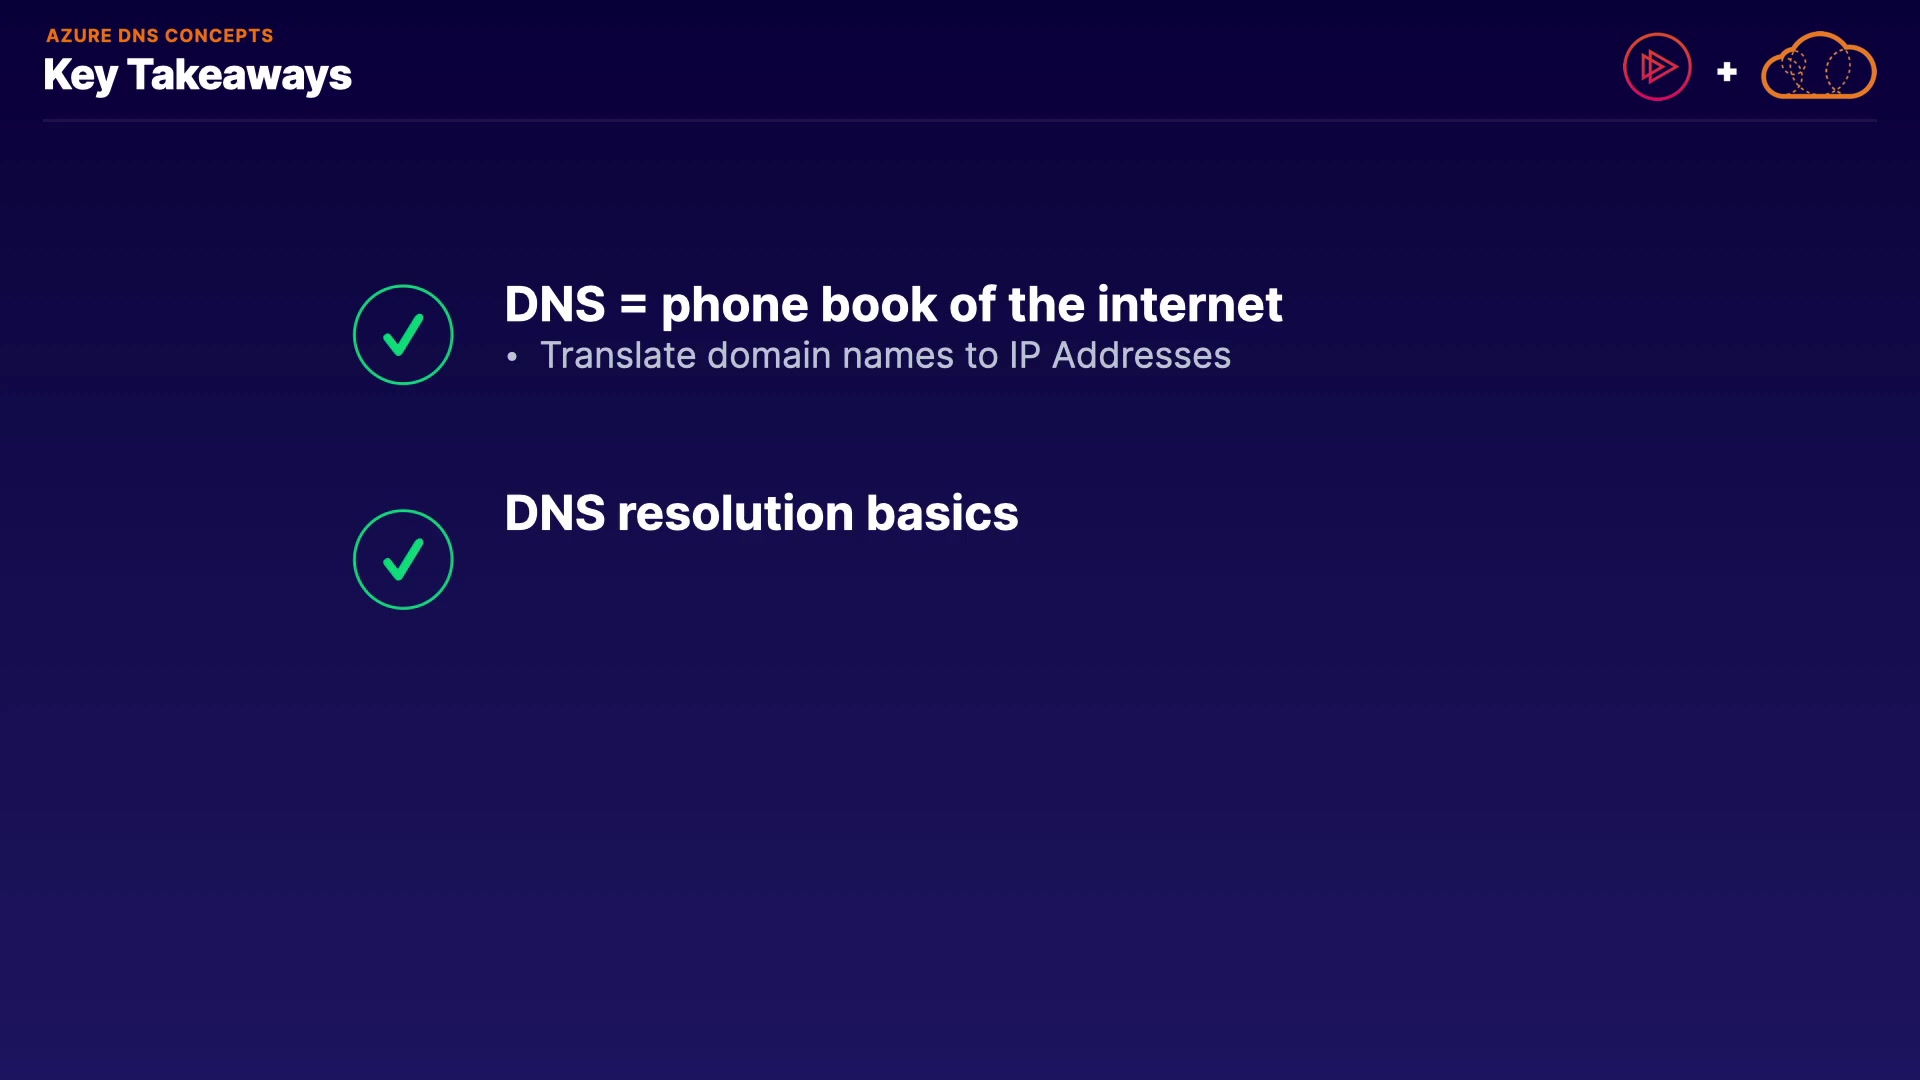 AZURE DNS CONCEPTS
Key Takeaways
+
DNS = phone book of the internet
• Translate domain names to IP Addresses
DNS resolution basics